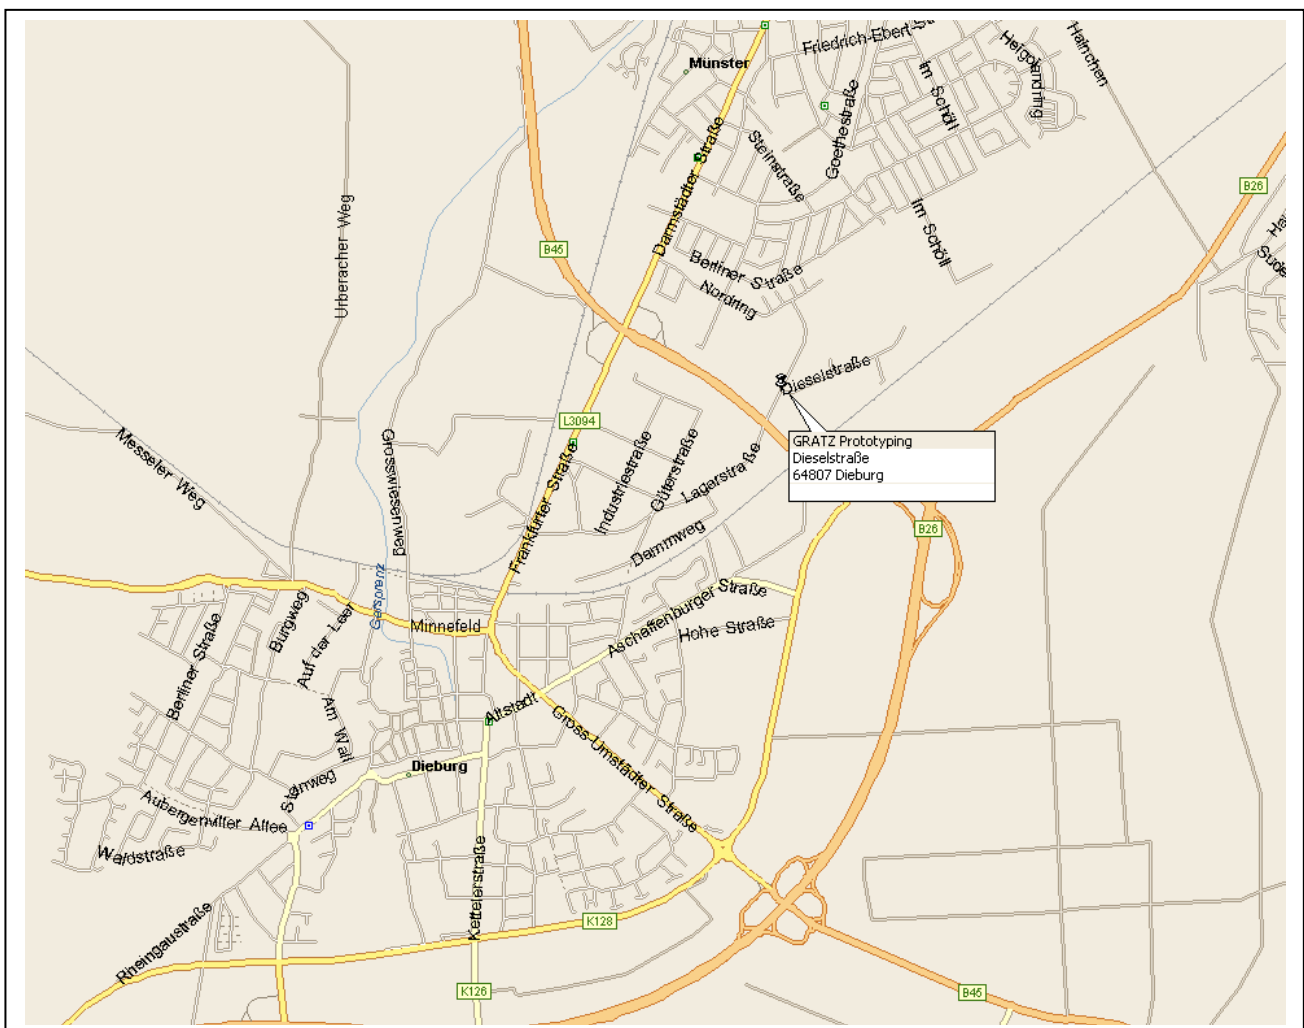 Münster
Friedrich-Ebert-St
Helgolandring
Hainchen
Im Schöll
Goethestraße
Steinstraße
Darmstädter Straße
B26
Urberacher Weg
Im Schöll
B45
Berliner Straße
Nordring
Sude
Dieselstraße
L3094
GRATZ Prototyping
Dieselstraße
64807 Dieburg
Messeler Weg
Grosswiesenweg
Frankfurter Straße
Industriestraße
Güterstraße
Lagerstraße
B26
Dammweg
Gersprenz
Aschaffenburger Straße
Burgweg
Auf der Leer
Minnefeld
Hohe Straße
Berliner Straße
Am Wall
Altstadt
Gross-Umstädter Straße
Dieburg
Steinweg
Aubergenviller Allee
Waldstraße
Kettelerstraße
Rheingaustraße
K128
K126
B45